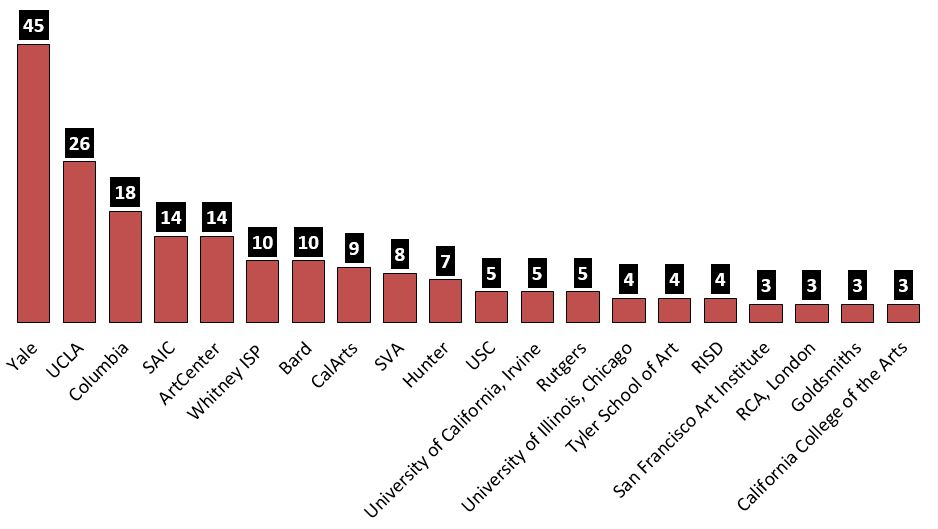 45
26
18
14
14
10
10
9
8
7
5
5
5
4
4
4
3
3
3
3
Yale
UCLA
Columbia
SAIC
ArtCenter
Whitney ISP
Bard
CalArts
SVA
Hunter
USC
University of California, Irvine
Rutgers
University of Illinois, Chicago
Tyler School of Art
RISD
San Francisco Art Institute
RCA, London
Goldsmiths
California College of the Arts